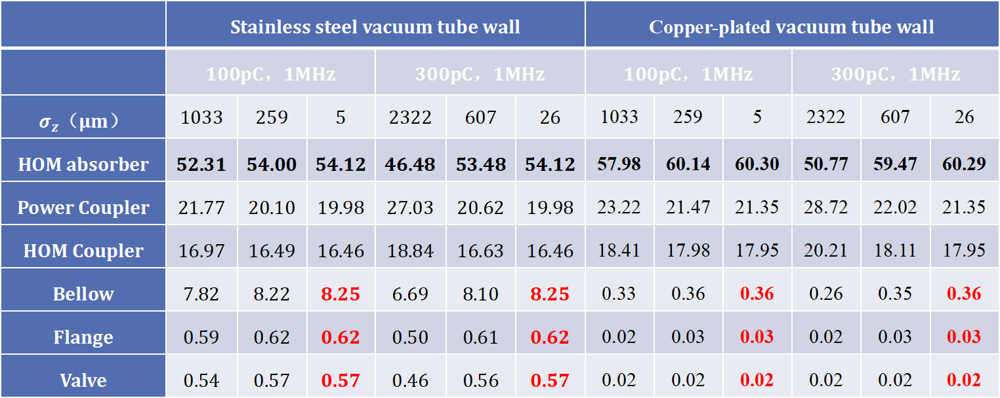 Stainless steel vacuum tube wall Copper-plated vacuum tube wall
100pC，1MHz 300pC，1MHz 100pC，1MHz 300pC，1MHz
σz（μm） 1033 259 5 2322 607 26 1033 259 5 2322 607 26
HOM absorber 52.31 54.00 54.12 46.48 53.48 54.12 57.98 60.14 60.30 50.77 59.47 60.29
Power Coupler 21.77 20.10 19.98 27.03 20.62 19.98 23.22 21.47 21.35 28.72 22.02 21.35
HOM Coupler 16.97 16.49 16.46 18.84 16.63 16.46 18.41 17.98 17.95 20.21 18.11 17.95
Bellow 7.82 8.22 8.25 6.69 8.10 8.25 0.33 0.36 0.36 0.26 0.35 0.36
Flange 0.59 0.62 0.62 0.50 0.61 0.62 0.02 0.03 0.03 0.02 0.03 0.03
Valve 0.54 0.57 0.57 0.46 0.56 0.57 0.02 0.02 0.02 0.02 0.02 0.02